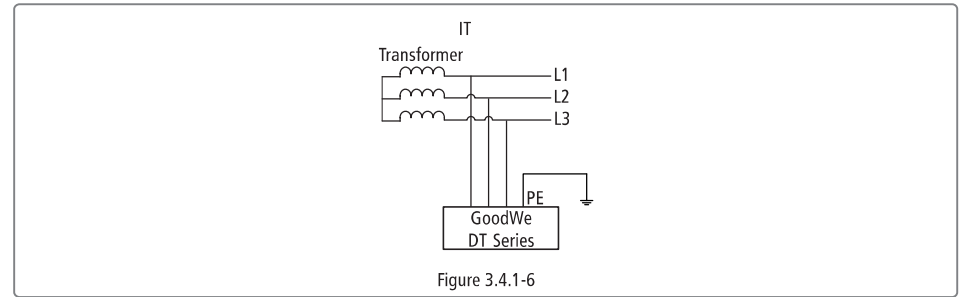 IT
Transformer
L1
L2
L3
PE
GoodWe
DT Series
Figure 3.4.1-6